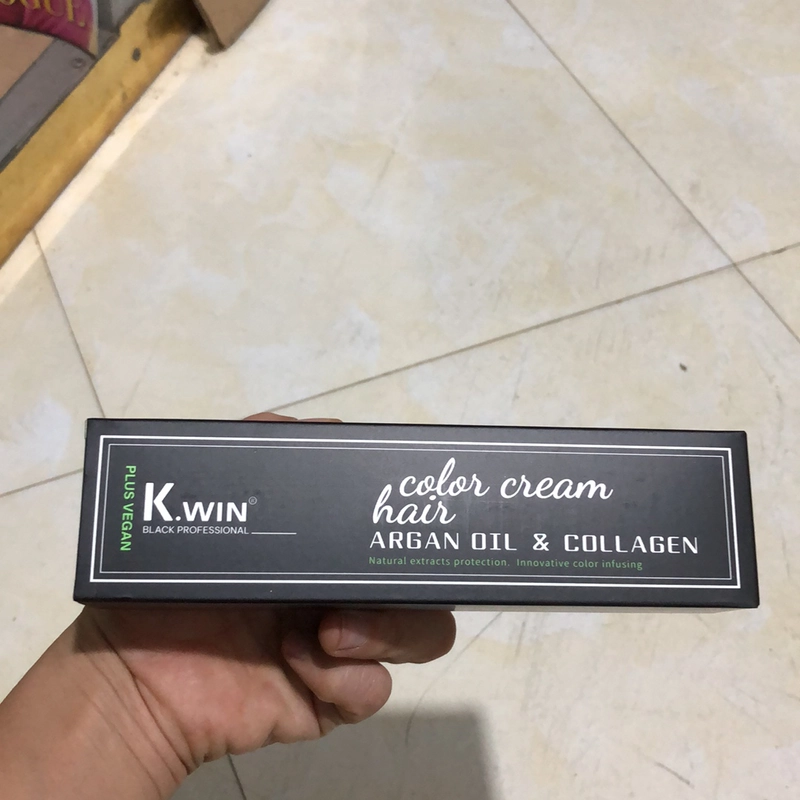 PLUS VEGAN
K.WIN®
BLACK PROFESSIONAL
color cream
hair
ARGAN OIL & COLLAGEN
Natural extracts protection. Innovative color infusing